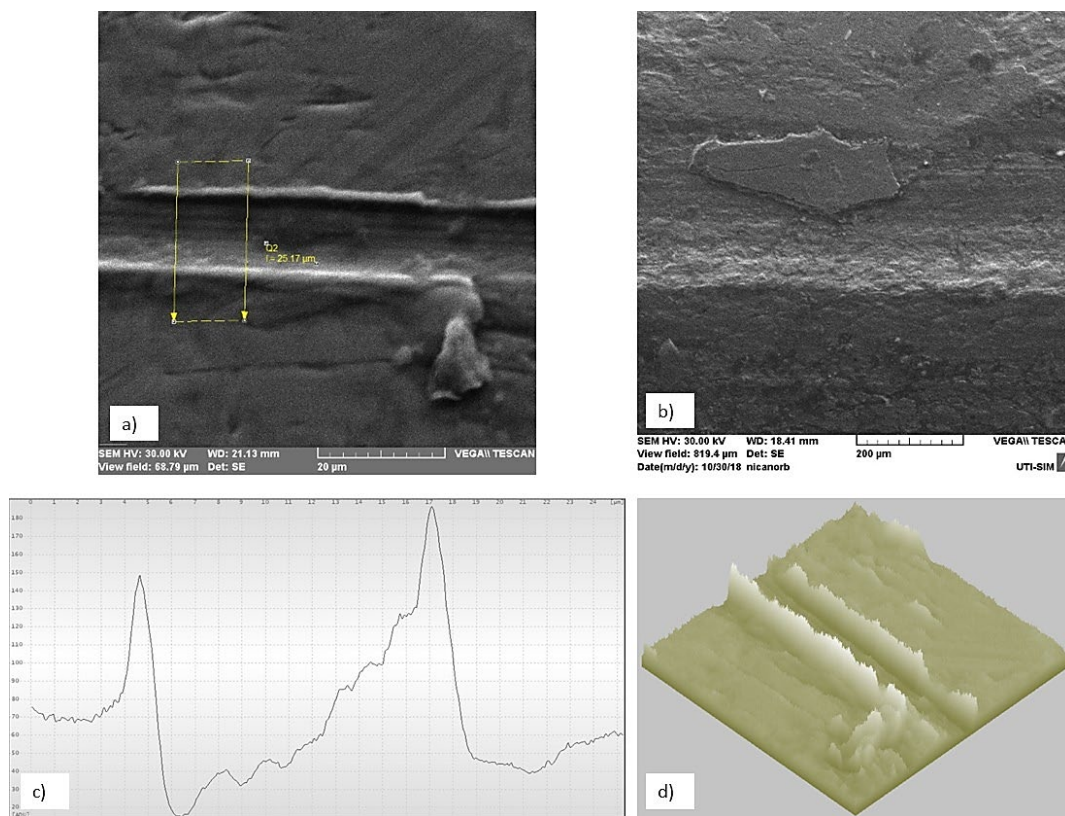 Q2
l = 25.17 µm
a)
SEM HV: 30.00 kV WD: 21.13 mm
View field: 68.79 µm Det: SE
20 µm
VEGA\\ TESCAN
b)
SEM HV: 30.00 kV WD: 18.41 mm
View field: 819.4 µm Det: SE
Date(m/d/y): 10/30/18 nicanorb
200 µm
VEGA\\ TESCAN
UTI-SIM
0 1 2 3 4 5 6 7 8 9 10 11 12 13 14 15 16 17 18 19 20 21 22 23 24 [µm]
180
170
160
150
140
130
120
110
100
90
80
70
60
50
40
30
20
c)
d)